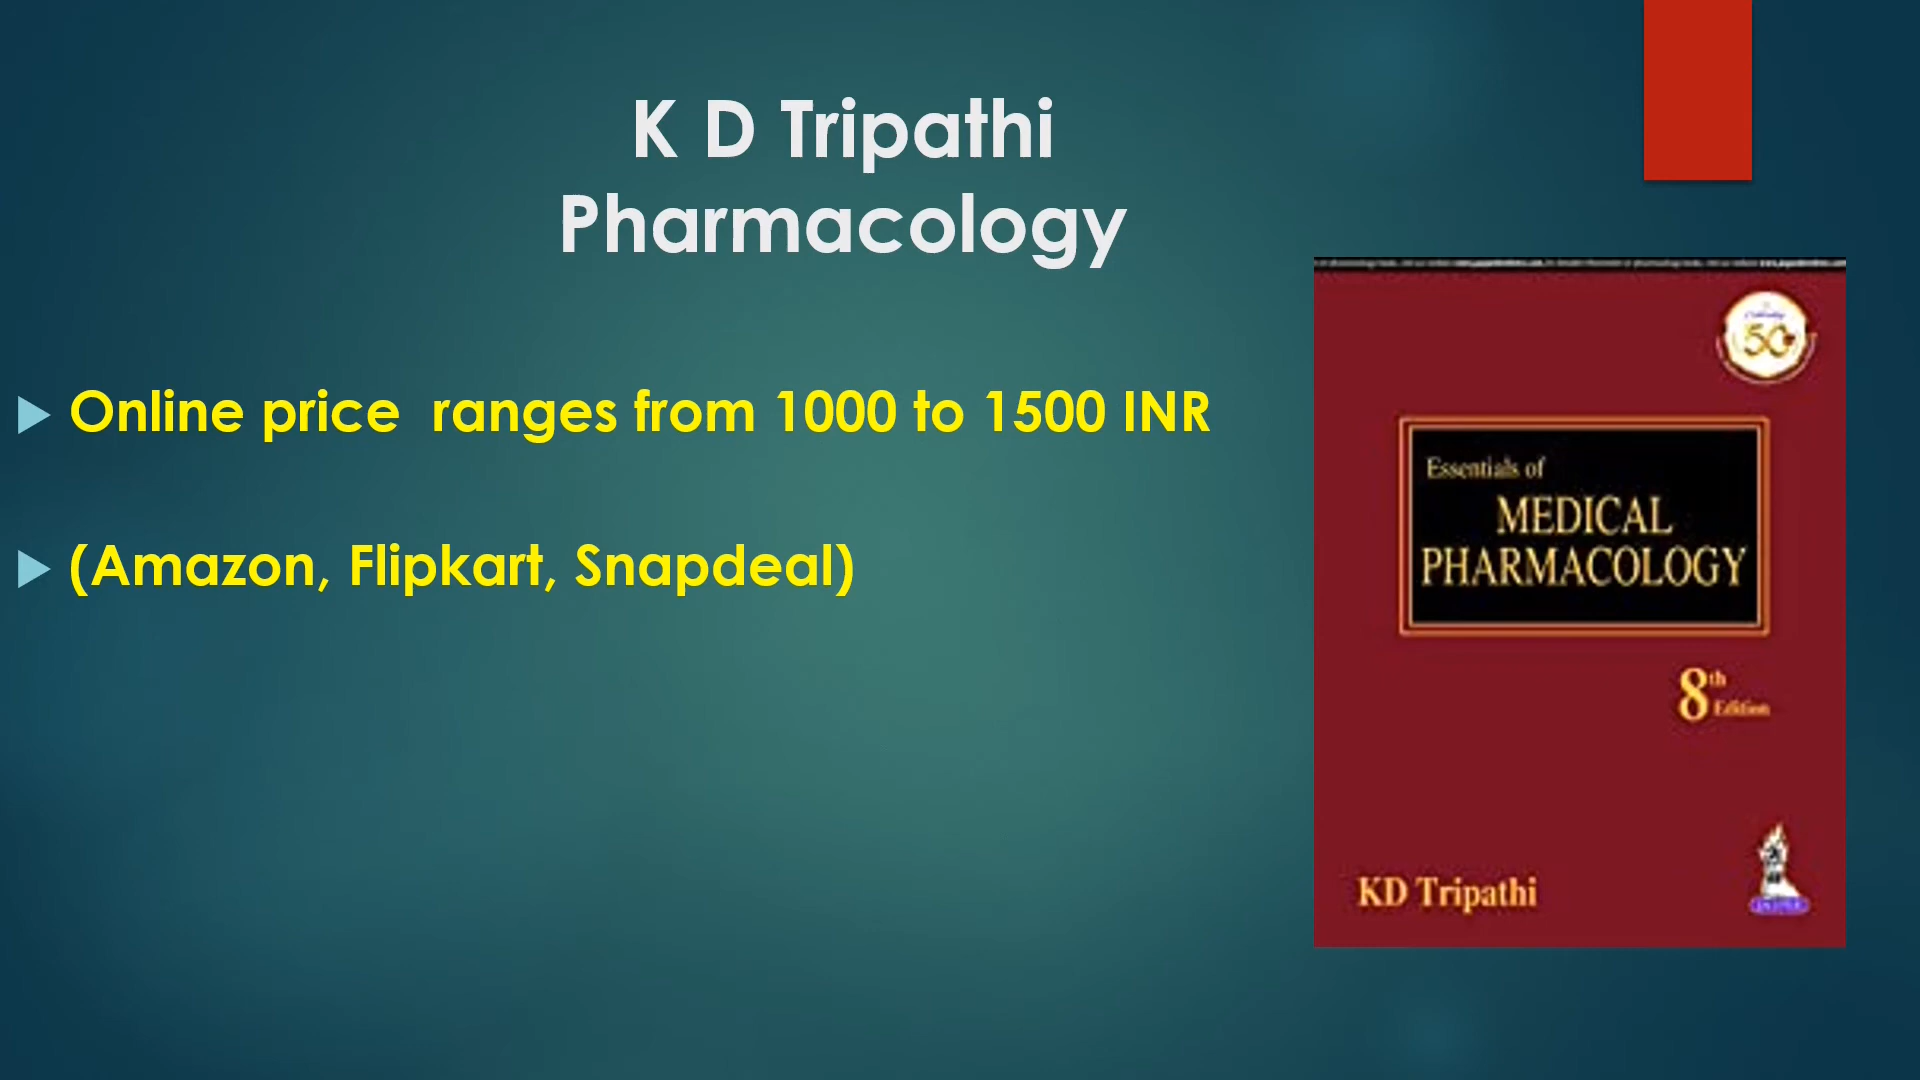 K D Tripathi
Pharmacology
Online price ranges from 1000 to 1500 INR
(Amazon, Flipkart, Snapdeal)
50
Essentials of
MEDICAL
PHARMACOLOGY
8th
Edition
KD Tripathi